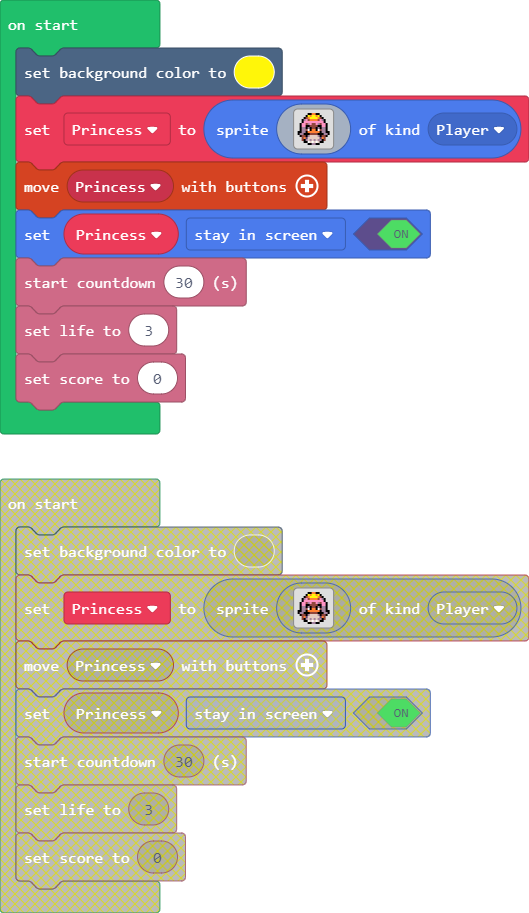 on start
set background color to
set Princess to sprite of kind Player
move Princess with buttons
set Princess stay in screen ON
start countdown 30 (s)
set life to 3
set score to 0
on start
set background color to
set Princess to sprite of kind Player
move Princess with buttons
set Princess stay in screen ON
start countdown 30 (s)
set life to 3
set score to 0